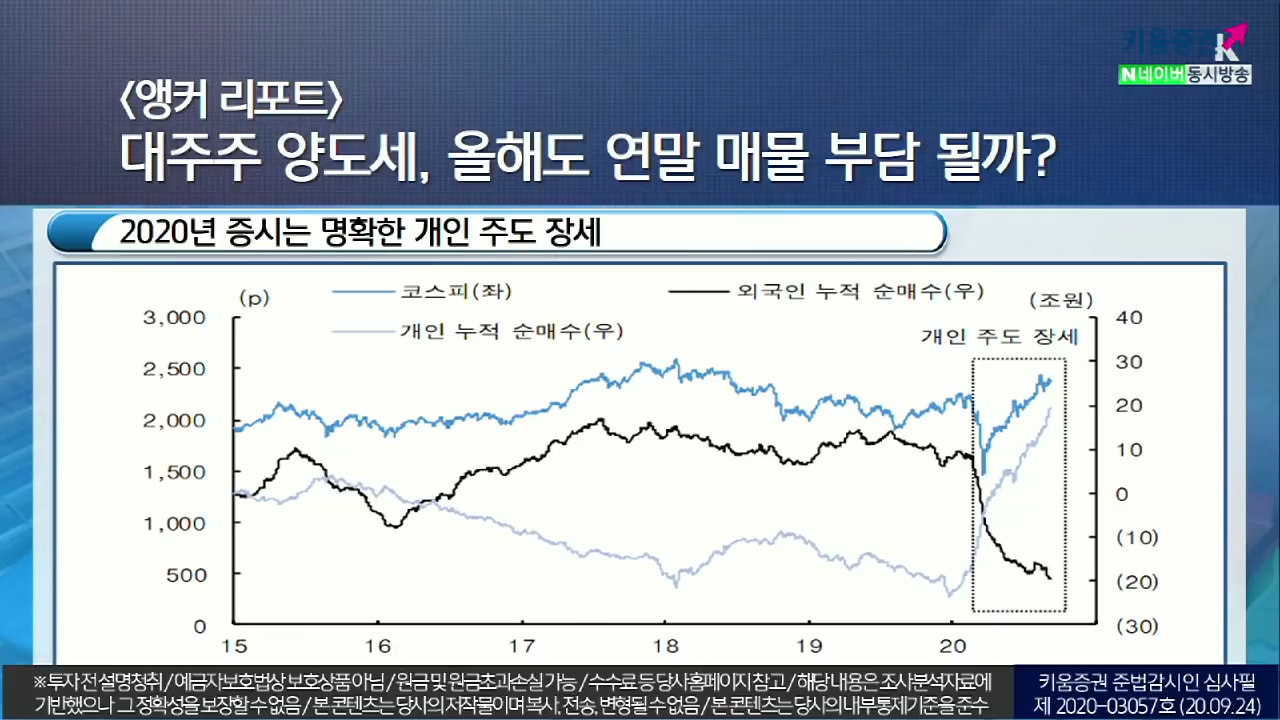 키움증권
N 네이버 동시방송
<앵커 리포트>
대주주 양도세, 올해도 연말 매물 부담 될까?
2020년 증시는 명확한 개인 주도 장세
(p)
코스피(좌)
외국인 누적 순매수(우)
(조원)
개인 누적 순매수(우)
개인 주도 장세
3,000
2,500
2,000
1,500
1,000
500
0
40
30
20
10
0
(10)
(20)
(30)
15 16 17 18 19 20
※ 투자 전 설명청취 / 예금자보호법상 보호상품 아님 / 원금 및 원금초과손실 가능 / 수수료 등 당사홈페이지 참고 / 해당 내용은 조사분석자료에
기반했으나 그 정확성을 보장할 수 없음 / 본 콘텐츠는 당사의 저작물이며 복사, 전송, 변형될 수 없음 / 본 콘텐츠는 당사의 내부통제기준을 준수
키움증권 준법감시인 심사필
제 2020-03057호 (20.09.24)